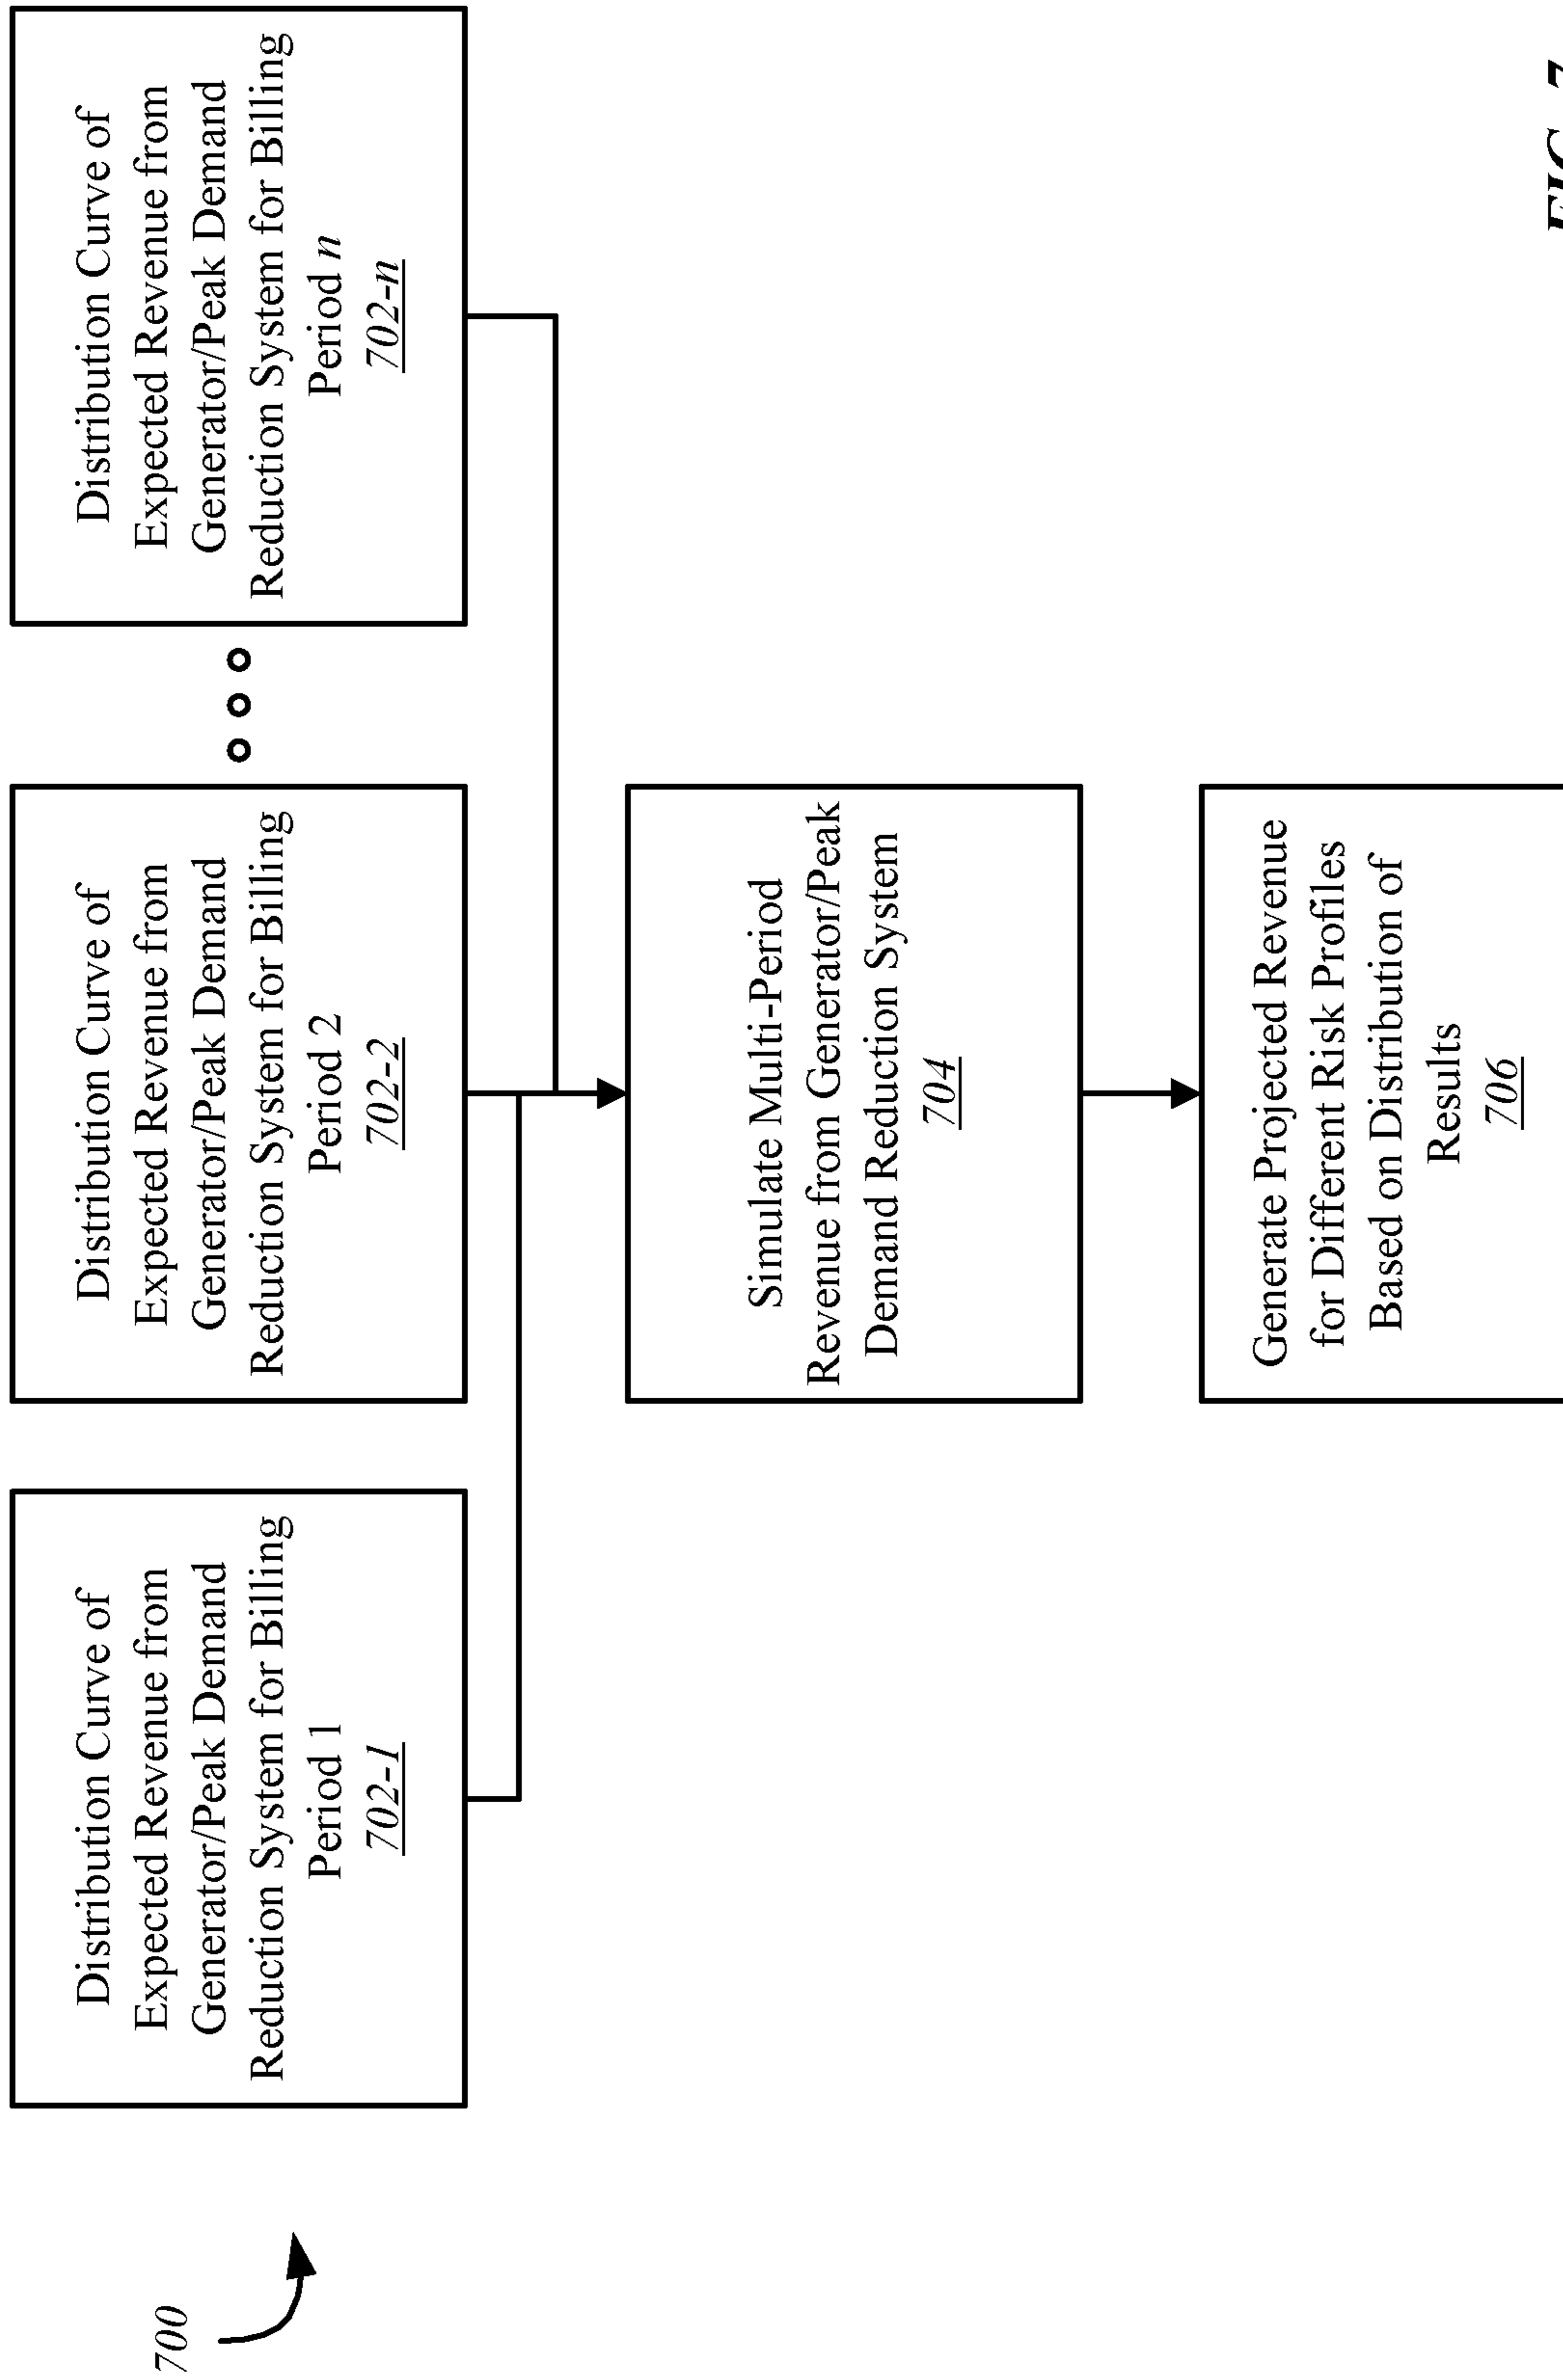 700
Distribution Curve of
Expected Revenue from
Generator/Peak Demand
Reduction System for Billing
Period 1
702-1
Distribution Curve of
Expected Revenue from
Generator/Peak Demand
Reduction System for Billing
Period 2
702-2
Distribution Curve of
Expected Revenue from
Generator/Peak Demand
Reduction System for Billing
Period n
702-n
Simulate Multi-Period
Revenue from Generator/Peak
Demand Reduction System
704
Generate Projected Revenue
for Different Risk Profiles
Based on Distribution of
Results
706
FIG. 7